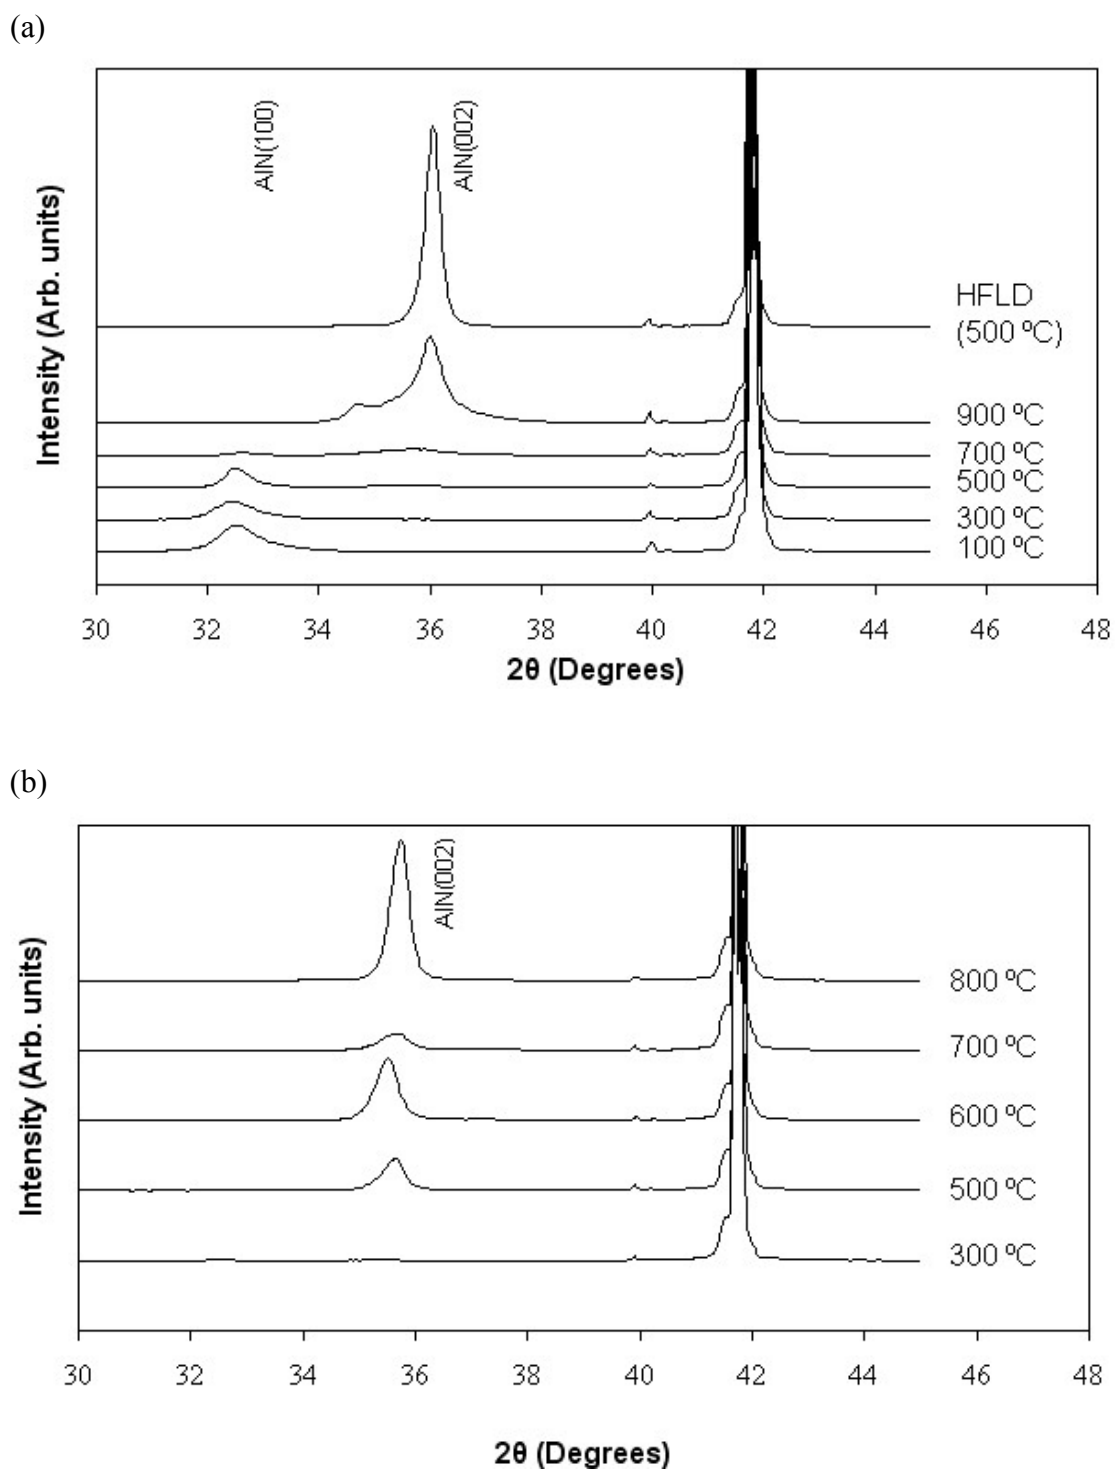 (a)
AlN(100)
AlN(002)
Intensity (Arb. units)
HFLD
(500 ºC)
900 ºC
700 ºC
500 ºC
300 ºC
100 ºC
30 32 34 36 38 40 42 44 46 48
2θ (Degrees)
(b)
AlN(002)
Intensity (Arb. units)
800 ºC
700 ºC
600 ºC
500 ºC
300 ºC
30 32 34 36 38 40 42 44 46 48
2θ (Degrees)